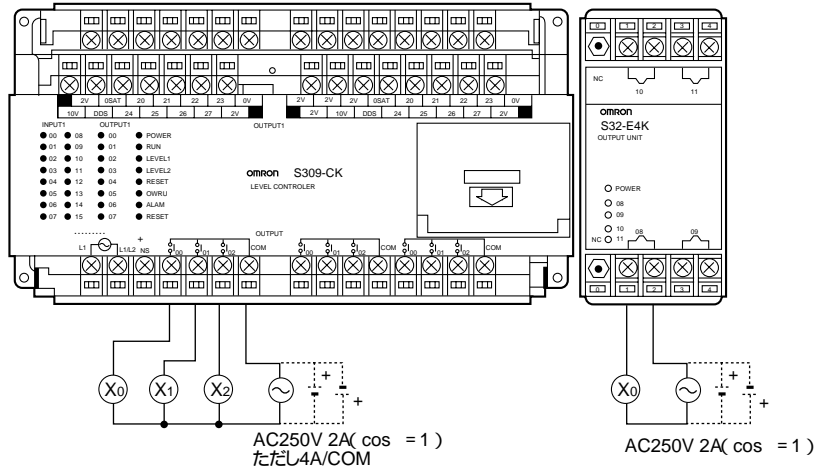 2V 0SAT 20 21 22 23 0V
10V DDS 24 25 26 27 2V
2V 2V 2V 0SAT 20 21 22 23 0V
2V 10V DDS 24 25 26 27 2V
INPUT1 OUTPUT1
OUTPUT1
00 08 00 POWER
01 09 01 RUN
02 10 02 LEVEL1
03 11 03 LEVEL2
04 12 04 RESET
05 13 05 OWRU
06 14 06 ALAM
07 15 07 RESET
OMRON S309-CK
LEVEL CONTROLER
OUTPUT
L1 L1/L2 + NS 00 01 02 COM 00 01 02 COM 00 01 02 COM
X0 X1 X2
+
+
AC250V 2A( cos =1 )
ただし4A/COM
0 1 2 3 4
NC 10 11
OMRON
S32-E4K
OUTPUT UNIT
POWER
08
09
10
NC 11
08 09
0 1 2 3 4
X0
+
+
AC250V 2A( cos =1 )